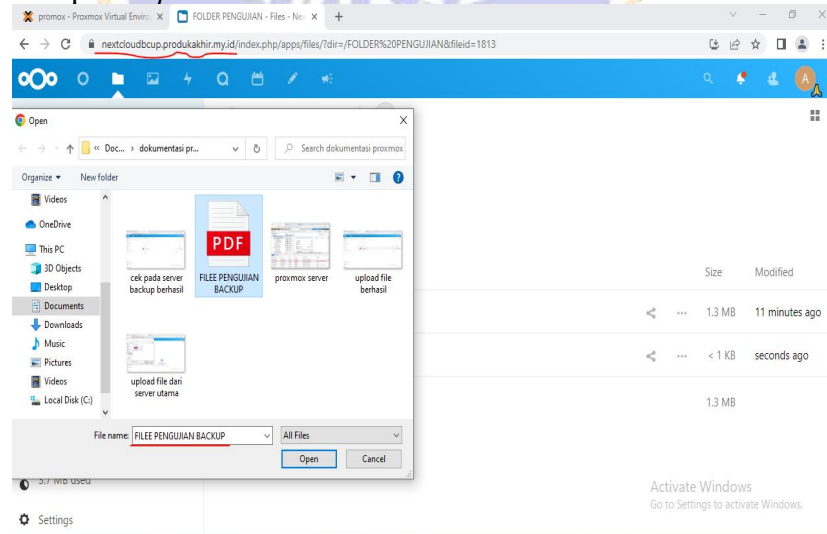 promox - Proxmox Virtual Enviro
FOLDER PENGUJIAN - Files - Nex
nextcloudbcup.produkakhir.my.id/index.php/apps/files/?dir=/FOLDER%20PENGUJIAN&fileid=1813
A
Open
Doc... › dokumentasi pr...
Search dokumentasi proxmox
Organize
New folder
Videos
OneDrive
This PC
3D Objects
Desktop
Documents
Downloads
Music
Pictures
Videos
Local Disk (C:)
PDF
cek pada server backup berhasil
FILEE PENGUJIAN BACKUP
proxmox server
upload file berhasil
upload file dari server utama
File name: FILEE PENGUJIAN BACKUP
All Files
Open
Cancel
Size
Modified
1.3 MB
11 minutes ago
< 1 KB
seconds ago
1.3 MB
3.7 MB used
Settings
Activate Windows
Go to Settings to activate Windows.